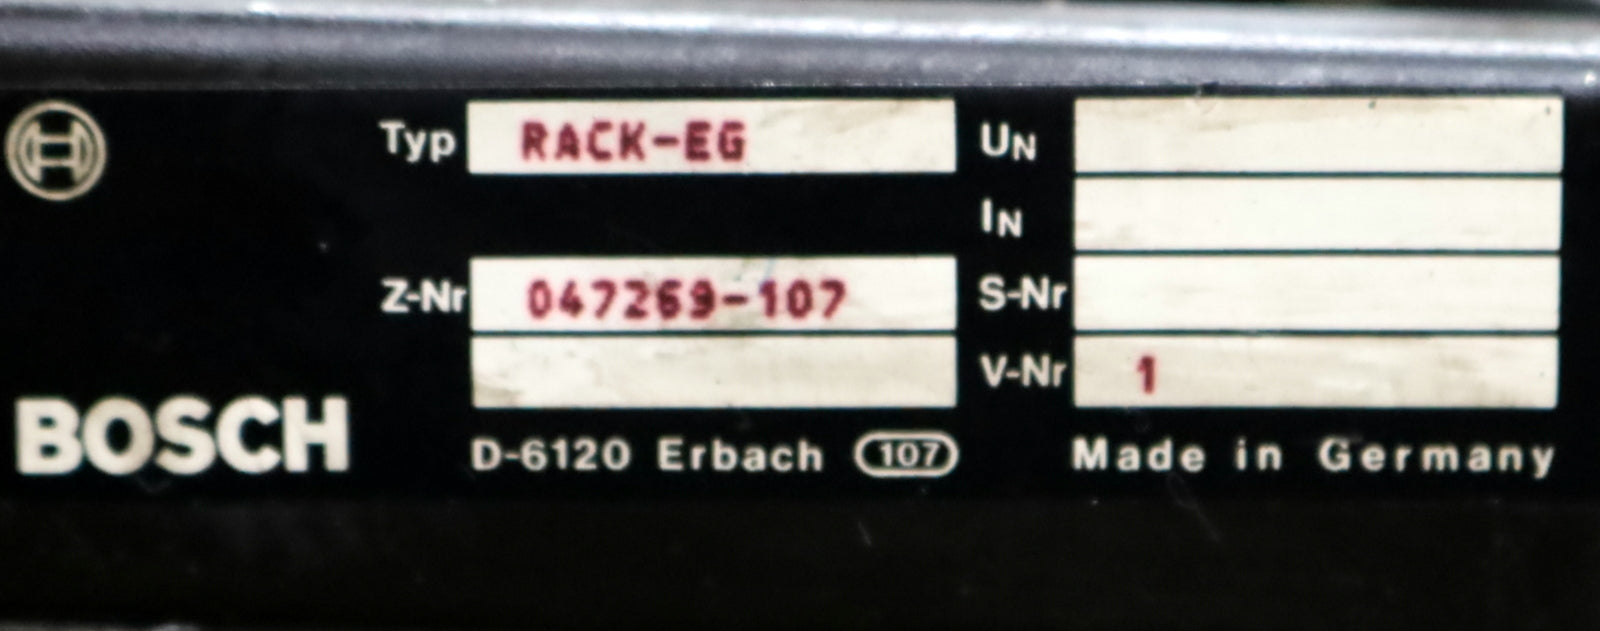 Typ RACK-EG UN
IN
Z-Nr 047269-107 S-Nr
V-Nr 1
BOSCH
D-6120 Erbach 107 Made in Germany